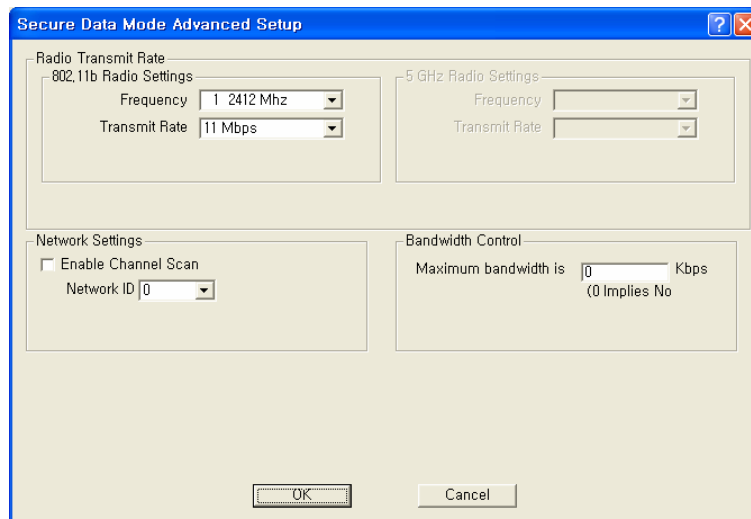 Secure Data Mode Advanced Setup
Radio Transmit Rate
802,11b Radio Settings
Frequency 1 2412 Mhz
Transmit Rate 11 Mbps
5 GHz Radio Settings
Frequency
Transmit Rate
Network Settings
Enable Channel Scan
Network ID 0
Bandwidth Control
Maximum bandwidth is 0 Kbps
(0 Implies No
OK Cancel